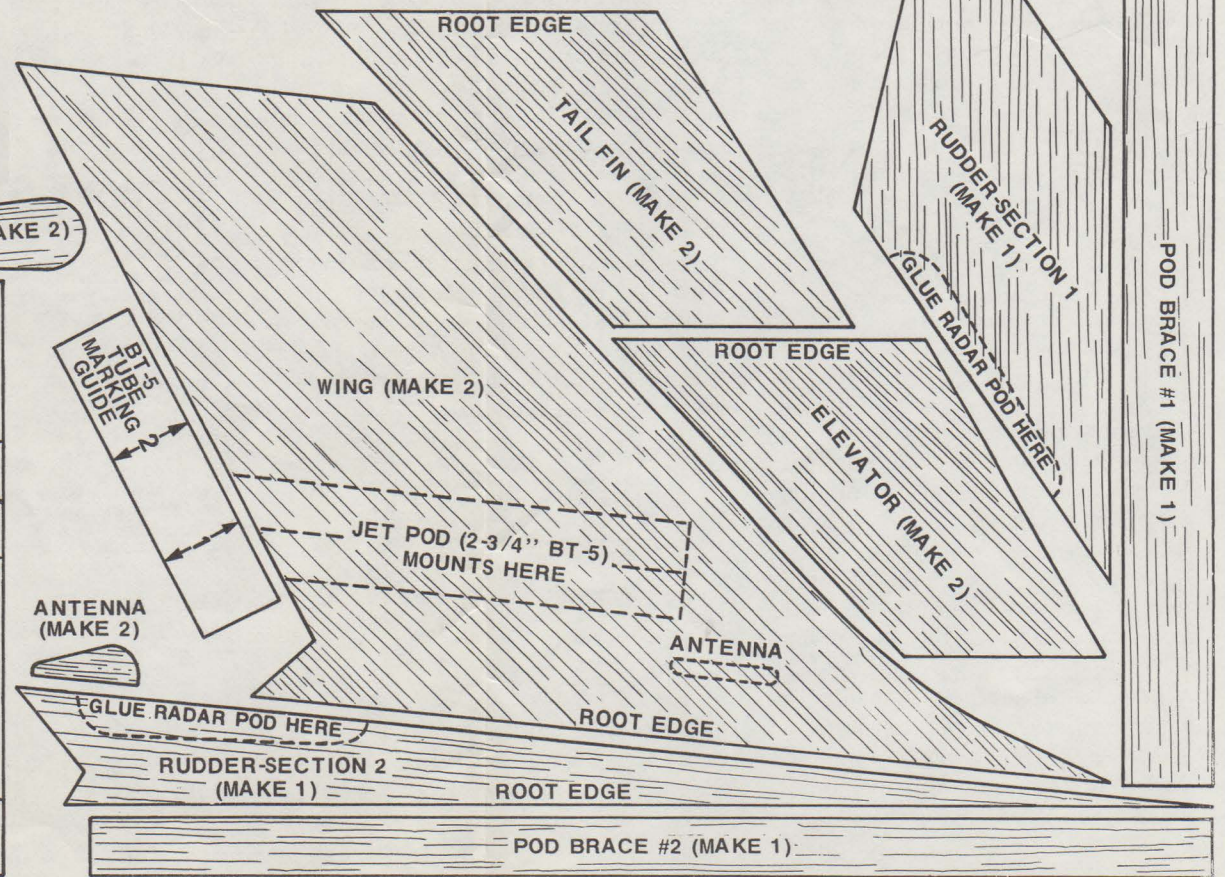 ROOT EDGE
TAIL FIN (MAKE 2)
RUDDER-SECTION 1
(MAKE 1)
GLUE RADAR POD HERE
POD BRACE #1 (MAKE 1)
MAKE 2)
BT-5
TUBE
MARKING
GUIDE
2
1
WING (MAKE 2)
ROOT EDGE
ELEVATOR (MAKE 2)
JET POD (2-3/4'' BT-5)
MOUNTS HERE
ANTENNA
(MAKE 2)
ANTENNA
ROOT EDGE
GLUE RADAR POD HERE
RUDDER-SECTION 2
(MAKE 1)
ROOT EDGE
POD BRACE #2 (MAKE 1)